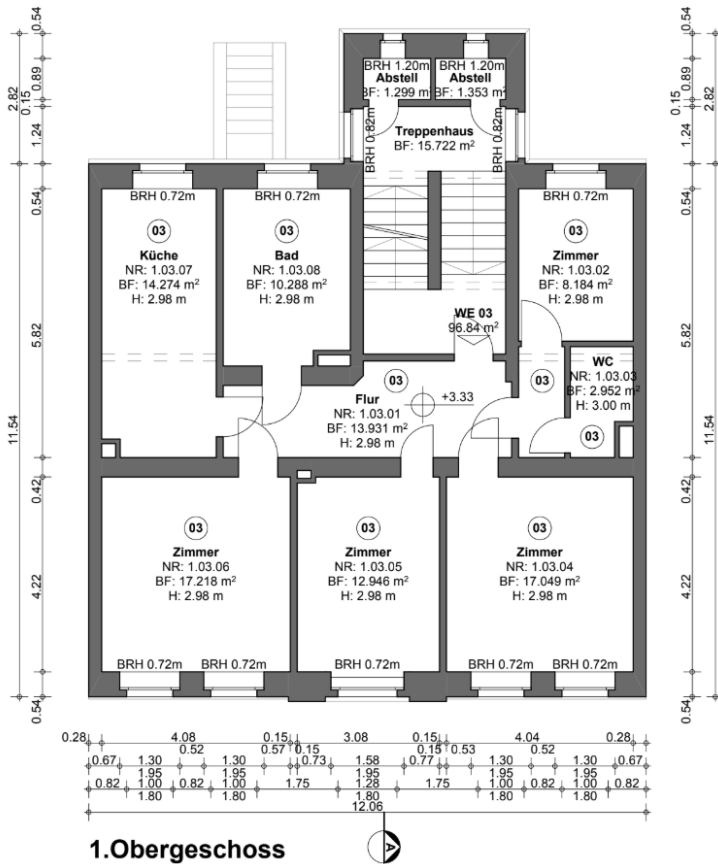 BRH 1.20m
Abstell
BF: 1.299 m²
BRH 1.20m
Abstell
BF: 1.353 m²
BRH 0.82m
Treppenhaus
BF: 15.722 m²
BRH 0.82m
BRH 0.72m
03
Küche
NR: 1.03.07
BF: 14.274 m²
H: 2.98 m
BRH 0.72m
03
Bad
NR: 1.03.08
BF: 10.288 m²
H: 2.98 m
BRH 0.72m
03
Zimmer
NR: 1.03.02
BF: 8.184 m²
H: 2.98 m
WE 03
96.84 m²
03
Flur
NR: 1.03.01
BF: 13.931 m²
H: 2.98 m
+3.33
03
WC
NR: 1.03.03
BF: 2.952 m²
H: 3.00 m
03
03
Zimmer
NR: 1.03.06
BF: 17.218 m²
H: 2.98 m
BRH 0.72m
BRH 0.72m
03
Zimmer
NR: 1.03.05
BF: 12.946 m²
H: 2.98 m
BRH 0.72m
03
Zimmer
NR: 1.03.04
BF: 17.049 m²
H: 2.98 m
BRH 0.72m
BRH 0.72m
0.54
0.89
2.82
0.15
1.24
0.54
5.82
11.54
0.42
4.22
0.54
0.54
0.89
2.82
0.15
1.24
0.54
5.82
11.54
0.42
4.22
0.54
0.28 4.08 0.15 3.08 0.15 4.04 0.28
0.52 0.57 0.15 0.15 0.53 0.52
0.67 1.30 1.30 0.73 1.58 0.77 1.30 1.30 0.67
1.95 1.95 1.95 1.95 1.95
0.82 1.00 0.82 1.00 1.75 1.28 1.75 1.00 0.82 1.00 0.82
1.80 1.80 1.80 1.80 1.80
12.06
1.Obergeschoss
A